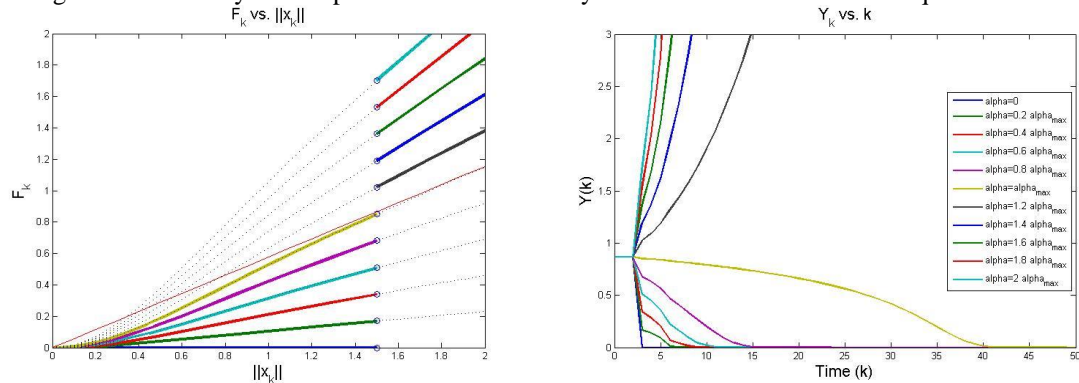 F_k vs. ||x_k||
2
1.8
1.6
1.4
1.2
1
0.8
0.6
0.4
0.2
0
F_k
0 0.2 0.4 0.6 0.8 1 1.2 1.4 1.6 1.8 2
||x_k||
Y_k vs. k
3
2.5
2
1.5
1
0.5
0
Y(k)
0 5 10 15 20 25 30 35 40 45 50
Time (k)
alpha=0
alpha=0.2 alpha_max
alpha=0.4 alpha_max
alpha=0.6 alpha_max
alpha=0.8 alpha_max
alpha=alpha_max
alpha=1.2 alpha_max
alpha=1.4 alpha_max
alpha=1.6 alpha_max
alpha=1.8 alpha_max
alpha=2 alpha_max